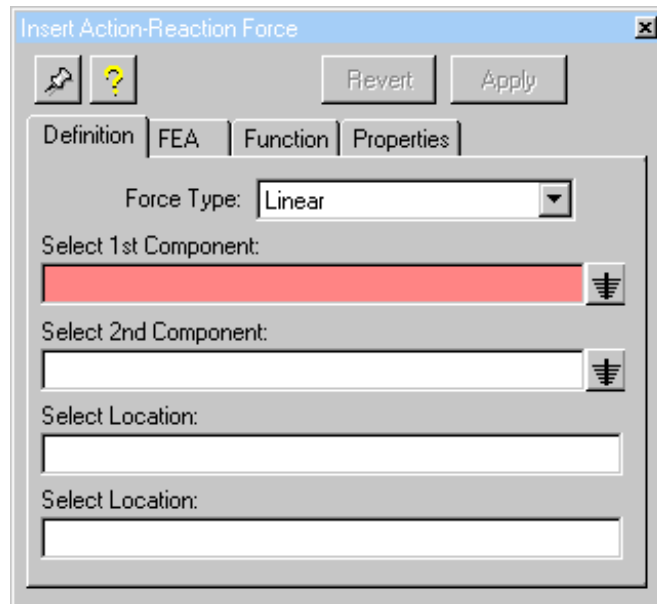 Insert Action-Reaction Force
Revert Apply
Definition FEA Function Properties
Force Type: Linear
Select 1st Component:
Select 2nd Component:
Select Location:
Select Location: